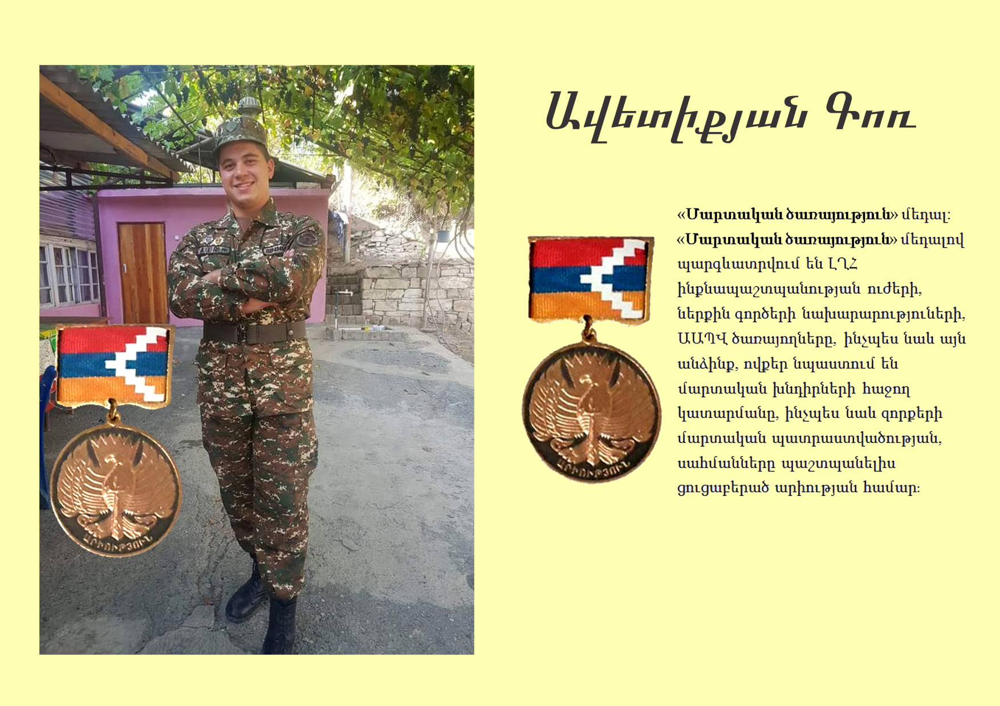 Ավետիքյան Գոռ
«Մարտական ծառայություն» մեդալ:
«Մարտական ծառայություն» մեդալով
պարգևատրվում են ԼՂՀ
ինքնապաշտպանության ուժերի,
ներքին գործերի նախարարություների,
ԱԱՊՎ ծառայողները, ինչպես նաև այն
անձինք, ովքեր նպաստում են
մարտական խնդիրների հաջող
կատարմանը, ինչպես նաև զորքերի
մարտական պատրաստվածության,
սահմանները պաշտպանելիս
ցուցաբերած արիության համար:
ԱՐԻՈՒԹՅՈՒՆ
ԱՐԻՈՒԹՅՈՒՆ